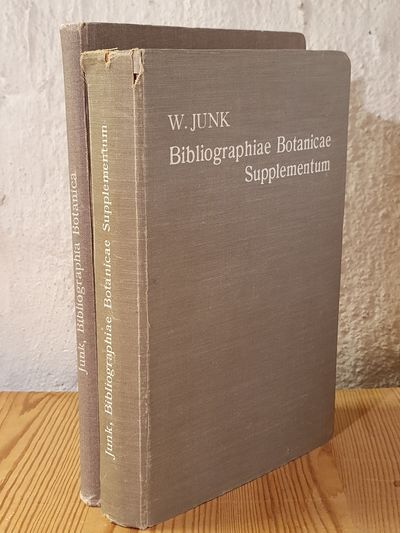 W. JUNK
Bibliographiae Botanicae
Supplementum
Junk, Bibliographiae Botanicae Supplementum
Junk, Bibliographia Botanica